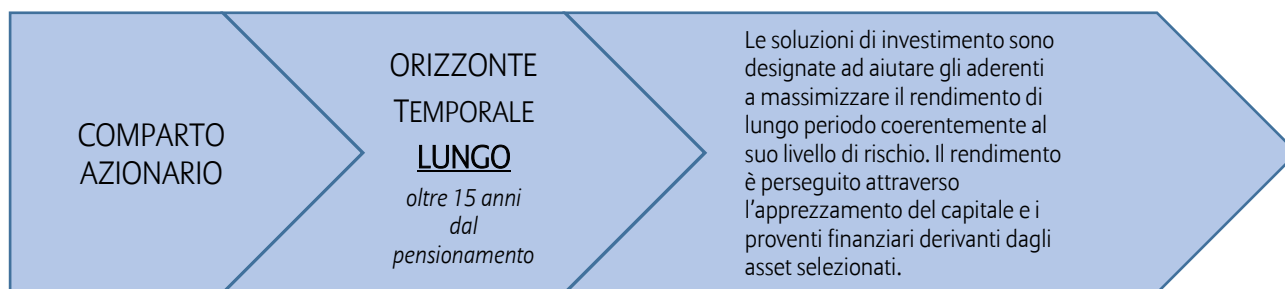 COMPARTO
AZIONARIO
ORIZZONTE
TEMPORALE
LUNGO
oltre 15 anni
dal
pensionamento
Le soluzioni di investimento sono
designate ad aiutare gli aderenti
a massimizzare il rendimento di
lungo periodo coerentemente al
suo livello di rischio. Il rendimento
è perseguito attraverso
l'apprezzamento del capitale e i
proventi finanziari derivanti dagli
asset selezionati.